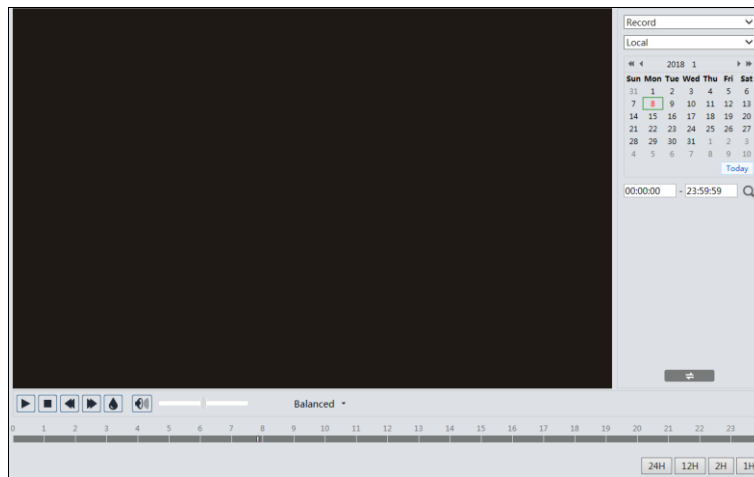 Record
Local
2018 1
Sun Mon Tue Wed Thu Fri Sat
31 1 2 3 4 5 6
7 8 9 10 11 12 13
14 15 16 17 18 19 20
21 22 23 24 25 26 27
28 29 30 31 1 2 3
4 5 6 7 8 9 10
Today
00:00:00 - 23:59:59
Balanced
0 1 2 3 4 5 6 7 8 9 10 11 12 13 14 15 16 17 18 19 20 21 22 23
24H 12H 2H 1H